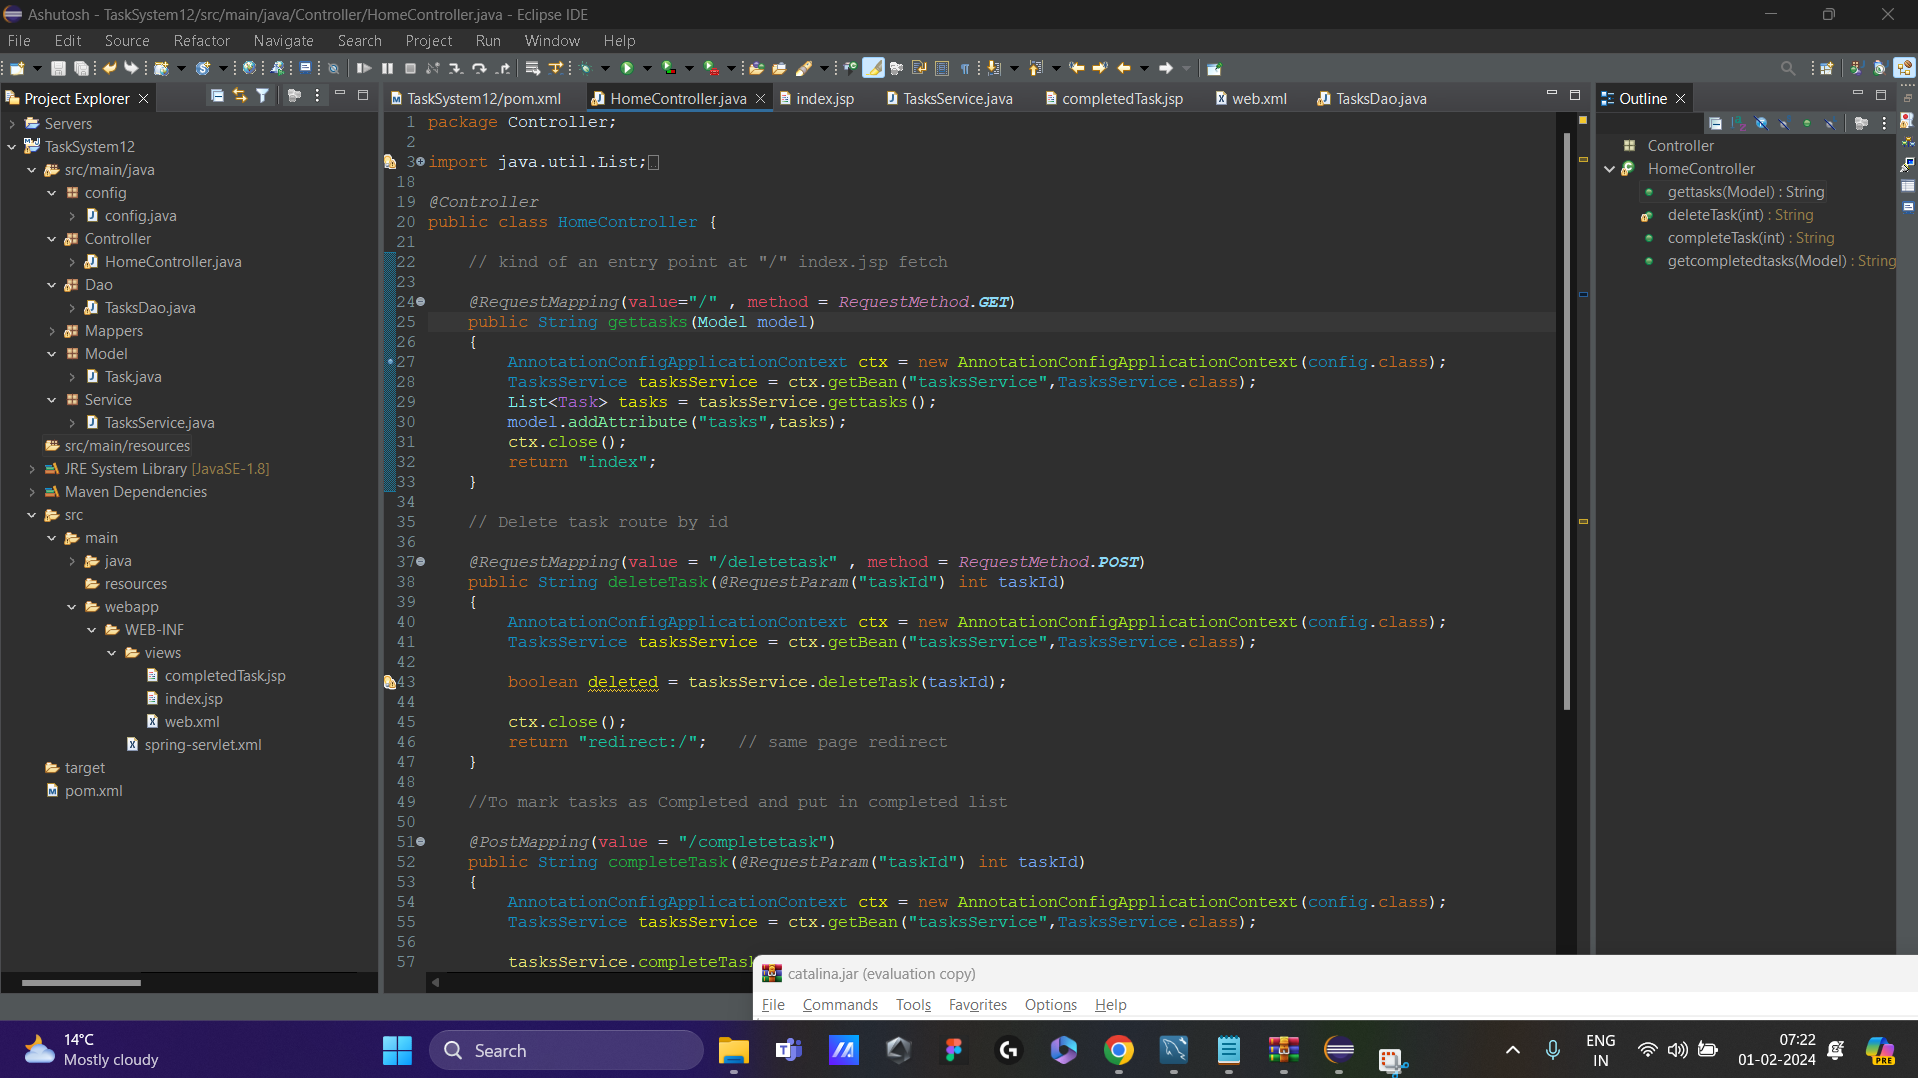 Ashutosh - TaskSystem12/src/main/java/Controller/HomeController.java - Eclipse IDE
File Edit Source Refactor Navigate Search Project Run Window Help
Project Explorer
Servers
TaskSystem12
src/main/java
config
config.java
Controller
HomeController.java
Dao
TasksDao.java
Mappers
Model
Task.java
Service
TasksService.java
src/main/resources
JRE System Library [JavaSE-1.8]
Maven Dependencies
src
main
java
resources
webapp
WEB-INF
views
completedTask.jsp
index.jsp
web.xml
spring-servlet.xml
target
pom.xml
TaskSystem12/pom.xml HomeController.java index.jsp TasksService.java completedTask.jsp web.xml TasksDao.java
1 package Controller;
2
3 import java.util.List;
18
19 @Controller
20 public class HomeController {
21
22 // kind of an entry point at "/" index.jsp fetch
23
24 @RequestMapping(value="/" , method = RequestMethod.GET)
25 public String gettasks(Model model)
26 {
27 AnnotationConfigApplicationContext ctx = new AnnotationConfigApplicationContext(config.class);
28 TasksService tasksService = ctx.getBean("tasksService",TasksService.class);
29 List<Task> tasks = tasksService.gettasks();
30 model.addAttribute("tasks",tasks);
31 ctx.close();
32 return "index";
33 }
34
35 // Delete task route by id
36
37 @RequestMapping(value = "/deletetask" , method = RequestMethod.POST)
38 public String deleteTask(@RequestParam("taskId") int taskId)
39 {
40 AnnotationConfigApplicationContext ctx = new AnnotationConfigApplicationContext(config.class);
41 TasksService tasksService = ctx.getBean("tasksService",TasksService.class);
42
43 boolean deleted = tasksService.deleteTask(taskId);
44
45 ctx.close();
46 return "redirect:/"; // same page redirect
47 }
48
49 //To mark tasks as Completed and put in completed list
50
51 @PostMapping(value = "/completetask")
52 public String completeTask(@RequestParam("taskId") int taskId)
53 {
54 AnnotationConfigApplicationContext ctx = new AnnotationConfigApplicationContext(config.class);
55 TasksService tasksService = ctx.getBean("tasksService",TasksService.class);
56
57 tasksService.completeTas
Outline
Controller
HomeController
gettasks(Model) : String
deleteTask(int) : String
completeTask(int) : String
getcompletedtasks(Model) : String
catalina.jar (evaluation copy)
File Commands Tools Favorites Options Help
14°C
Mostly cloudy
Search
ENG
IN
07:22
01-02-2024
PRE